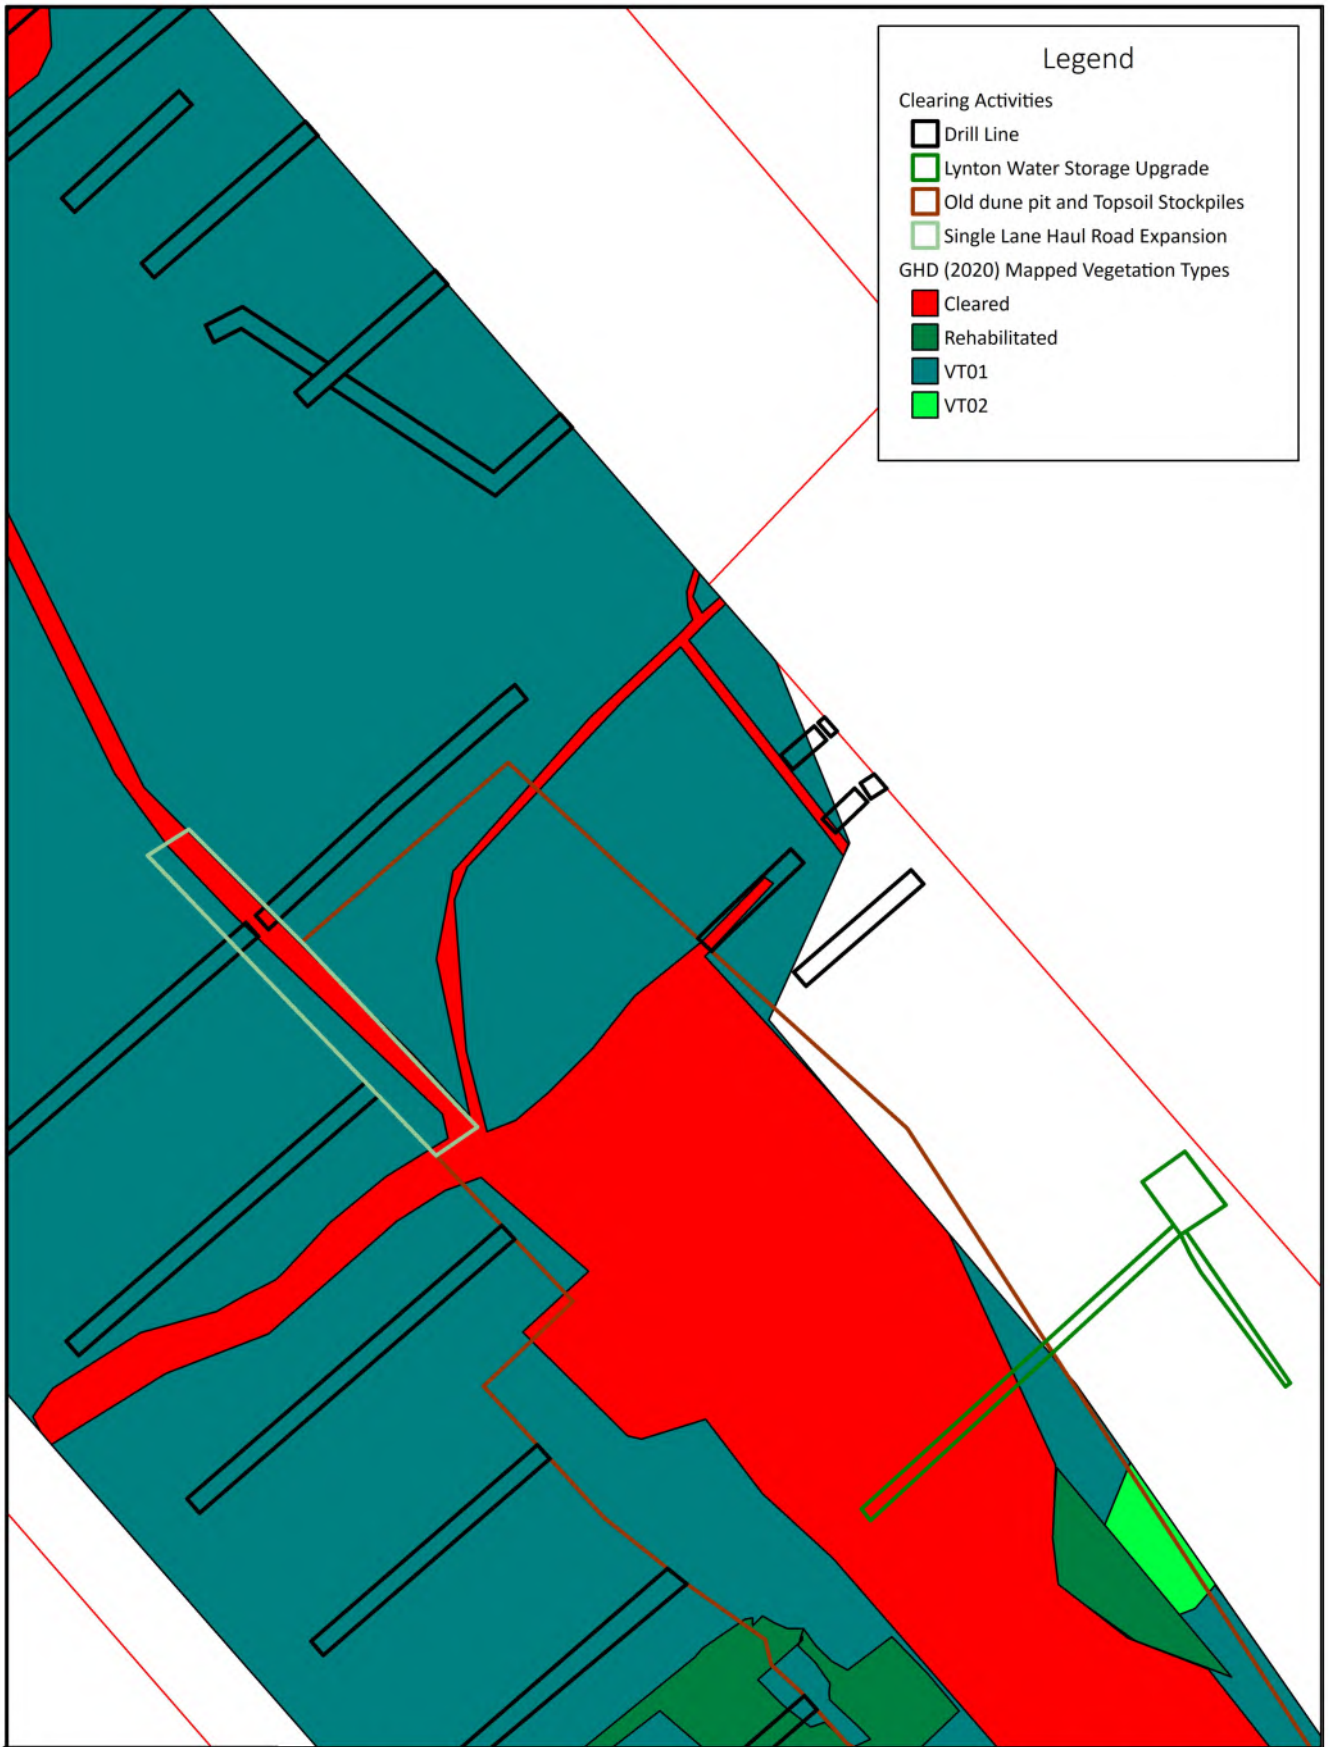 Legend
Clearing Activities
Drill Line
Lynton Water Storage Upgrade
Old dune pit and Topsoil Stockpiles
Single Lane Haul Road Expansion
GHD (2020) Mapped Vegetation Types
Cleared
Rehabilitated
VT01
VT02